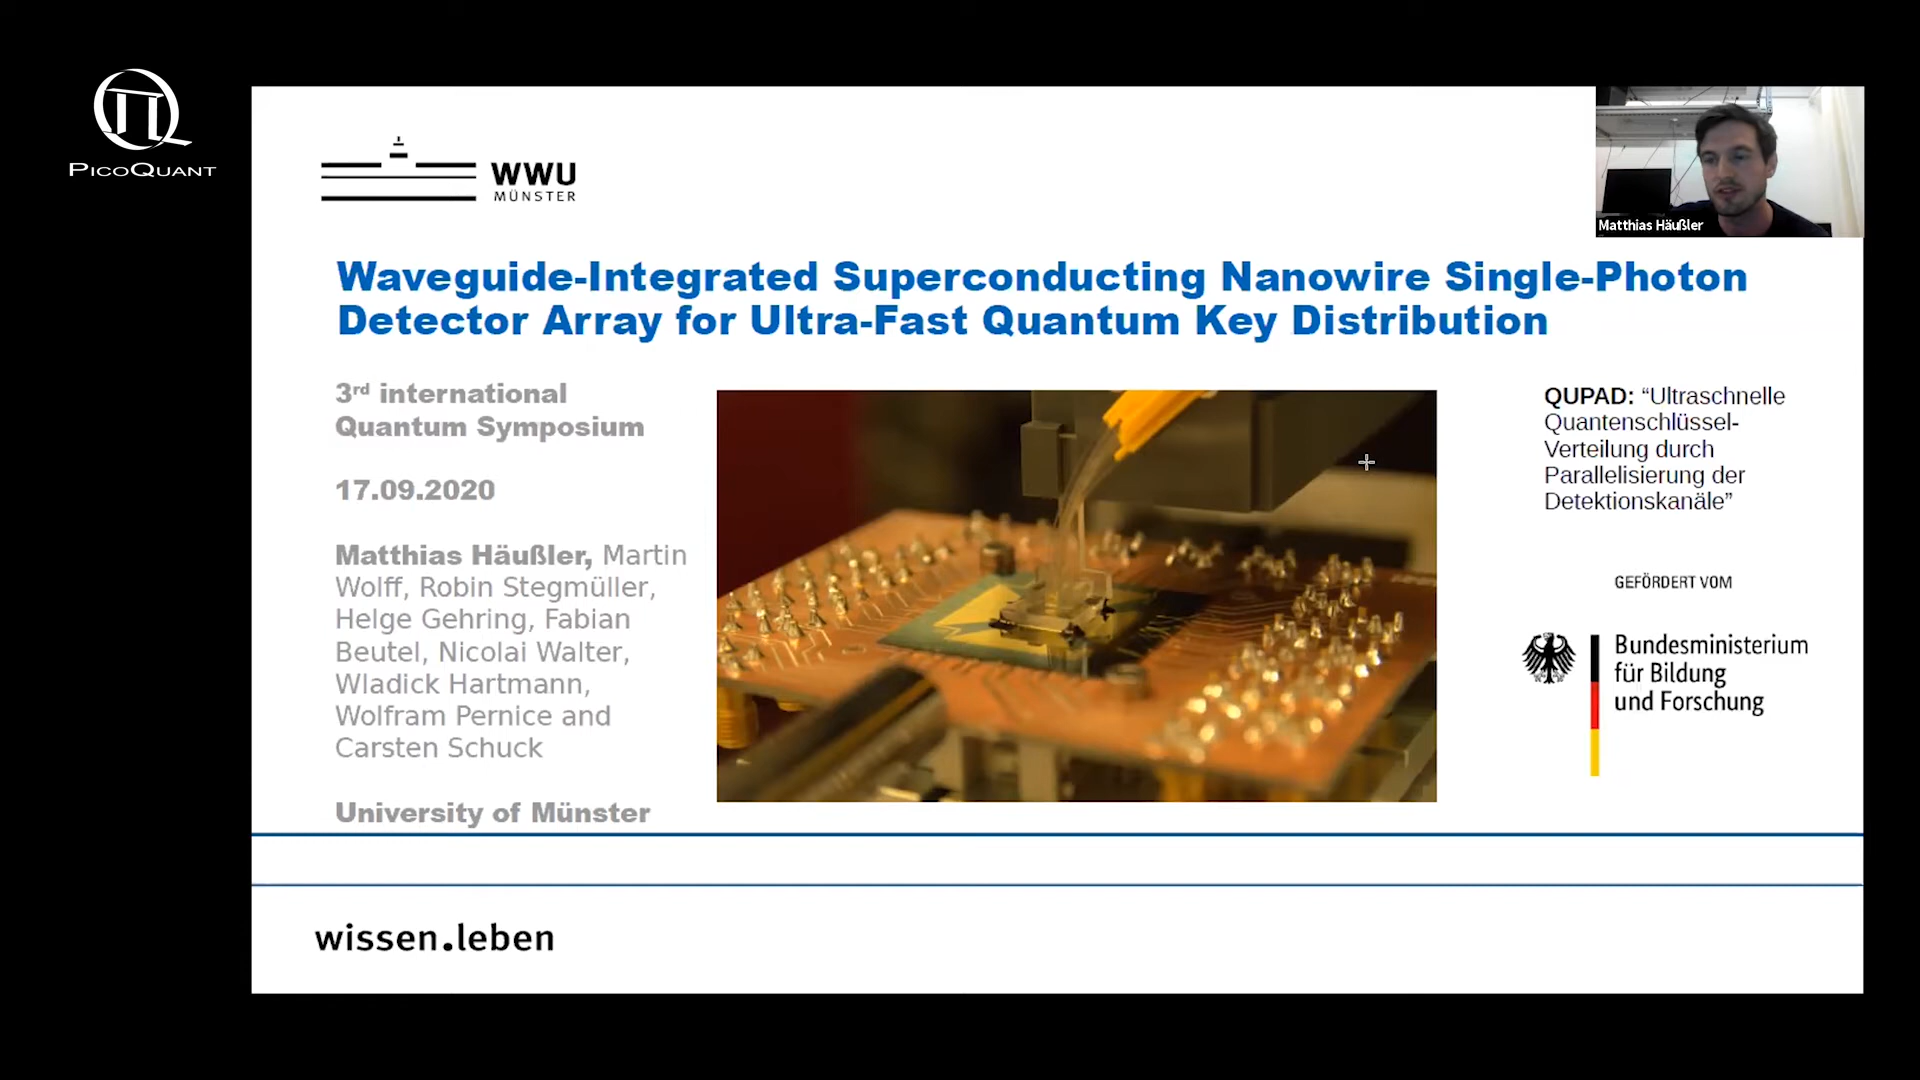 PICOQUANT
WWU
MÜNSTER
Matthias Häußler
Waveguide-Integrated Superconducting Nanowire Single-Photon
Detector Array for Ultra-Fast Quantum Key Distribution
3rd international
Quantum Symposium
17.09.2020
Matthias Häußler, Martin
Wolff, Robin Stegmüller,
Helge Gehring, Fabian
Beutel, Nicolai Walter,
Wladick Hartmann,
Wolfram Pernice and
Carsten Schuck
University of Münster
QUPAD: “Ultraschnelle
Quantenschlüssel-
Verteilung durch
Parallelisierung der
Detektionskanäle”
GEFÖRDERT VOM
Bundesministerium
für Bildung
und Forschung
wissen.leben